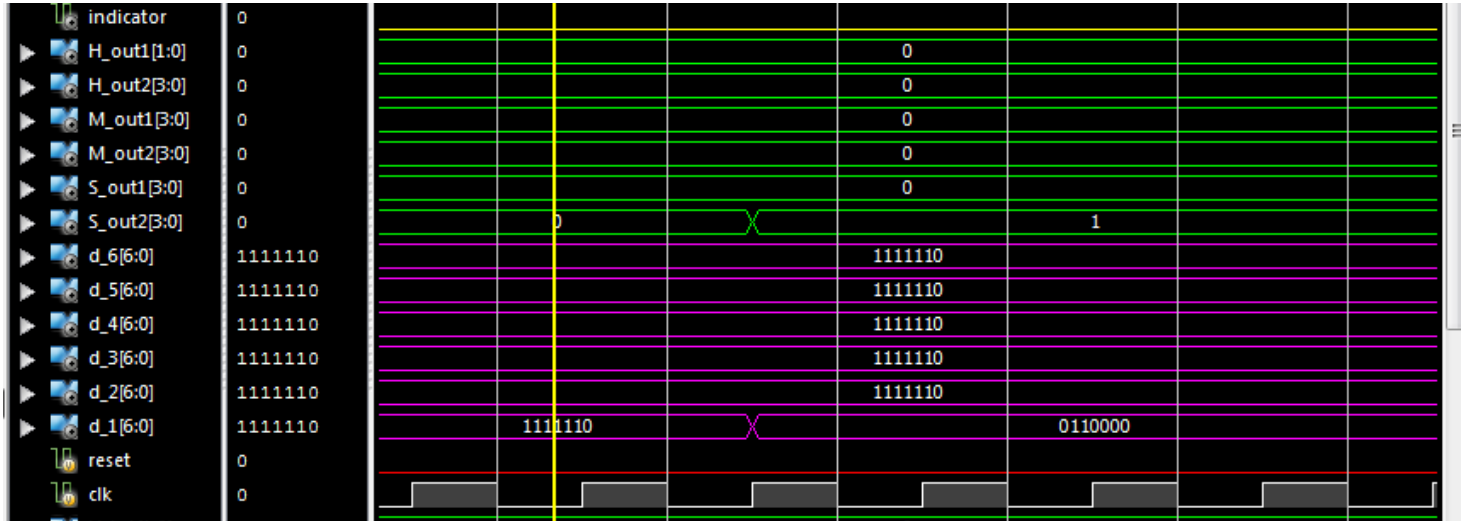 indicator 0
H_out1[1:0] 0 0
H_out2[3:0] 0 0
M_out1[3:0] 0 0
M_out2[3:0] 0 0
S_out1[3:0] 0 0
S_out2[3:0] 0 0 1
d_6[6:0] 1111110 1111110
d_5[6:0] 1111110 1111110
d_4[6:0] 1111110 1111110
d_3[6:0] 1111110 1111110
d_2[6:0] 1111110 1111110
d_1[6:0] 1111110 1111110 0110000
reset 0
clk 0